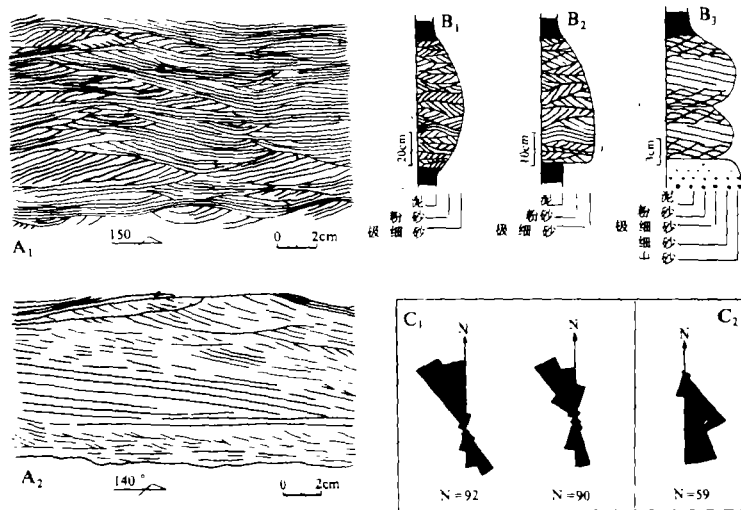 B₁
B₂
B₃
20cm
10cm
泥
粉 砂
极 细 砂
泥
粉 砂
极 细 砂
泥
粉 砂
极 细 砂
细 砂
砂
A₁
150
0 2cm
C₁
C₂
N
N
N
N =92
N =90
N =59
A₂
140°
0 2cm